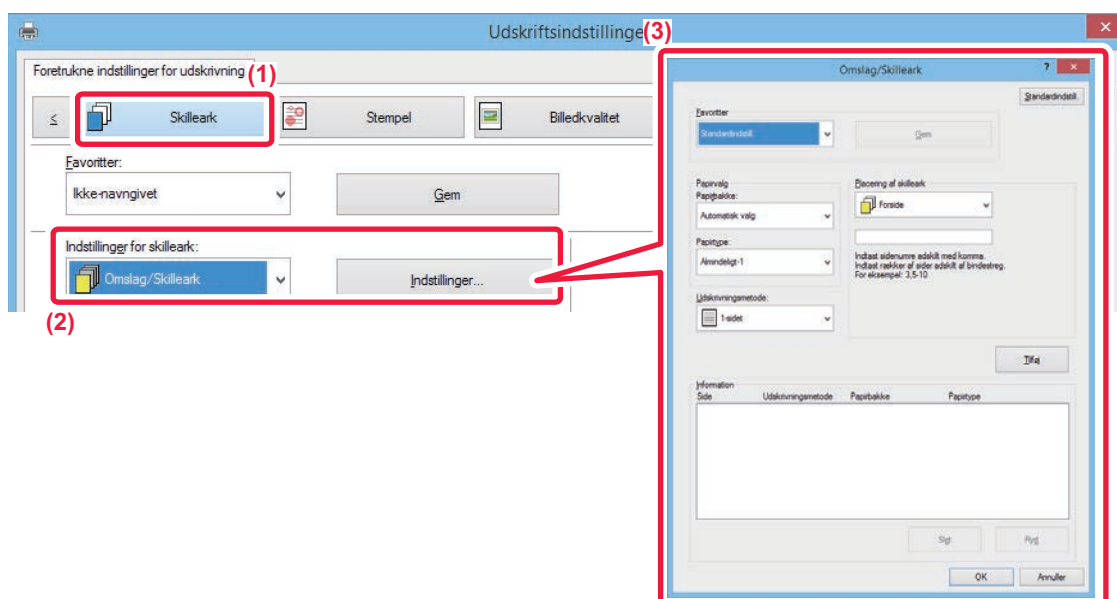 Udskriftsindstillinge
(3)
Foretrukne indstillinger for udskrivning
(1)
<
Skilleark
Stempel
Billedkvalitet
Favoritter:
Ikke-navngivet
Gem
Indstillinger for skilleark:
Omslag/Skilleark
Indstillinger...
(2)
Omslag/Skilleark
?
Standardindstil.
Favoritter
Standardindstil
Gem
Papirvalg
Papirbakke:
Automatisk valg
Papirtype:
Almindeligt-1
Udskrivningsmetode:
1-sidet
Placering af skilleark
Forside
Indtast sidenumre adskilt med komma.
Indtast rækker af sider adskilt af bindestreg.
For eksempel: 3,5-10
Tilføj
Information
Side Udskrivningsmetode Papirbakke Papirtype
Slet
Ryd
OK
Annuller